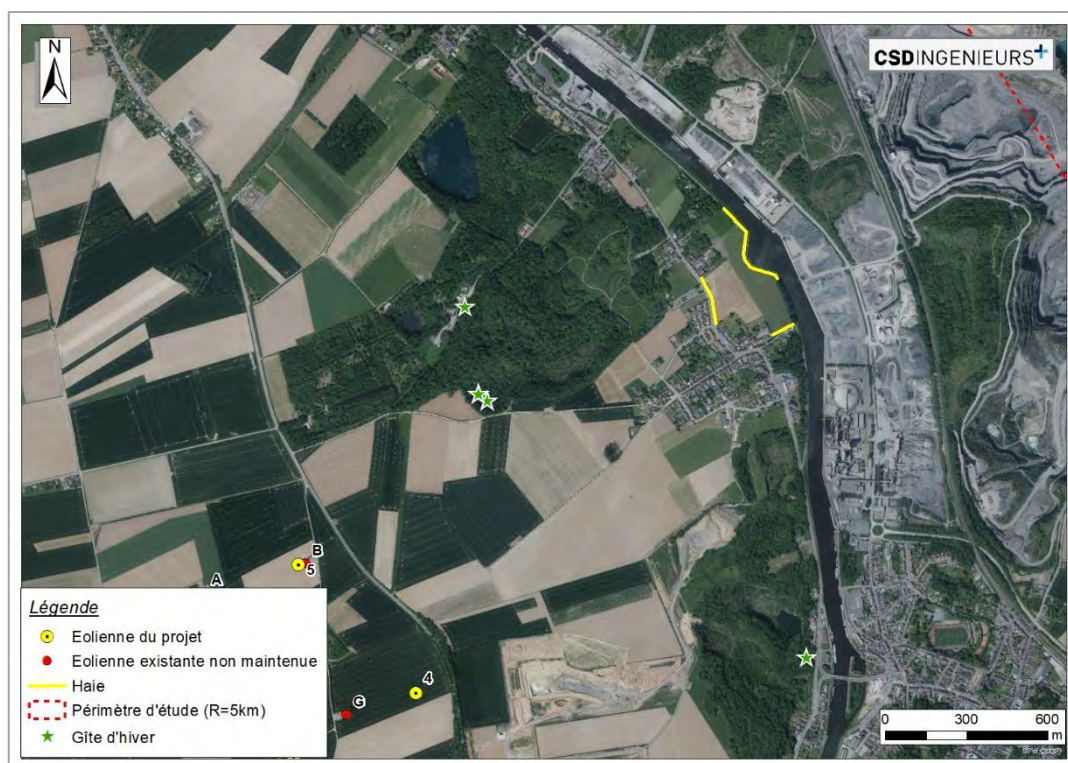 N
CSDINGENIEURS+
B
5
A
4
G
Légende
Eolienne du projet
Eolienne existante non maintenue
Haie
Périmètre d'étude (R=5km)
Gîte d'hiver
0 300 600
m